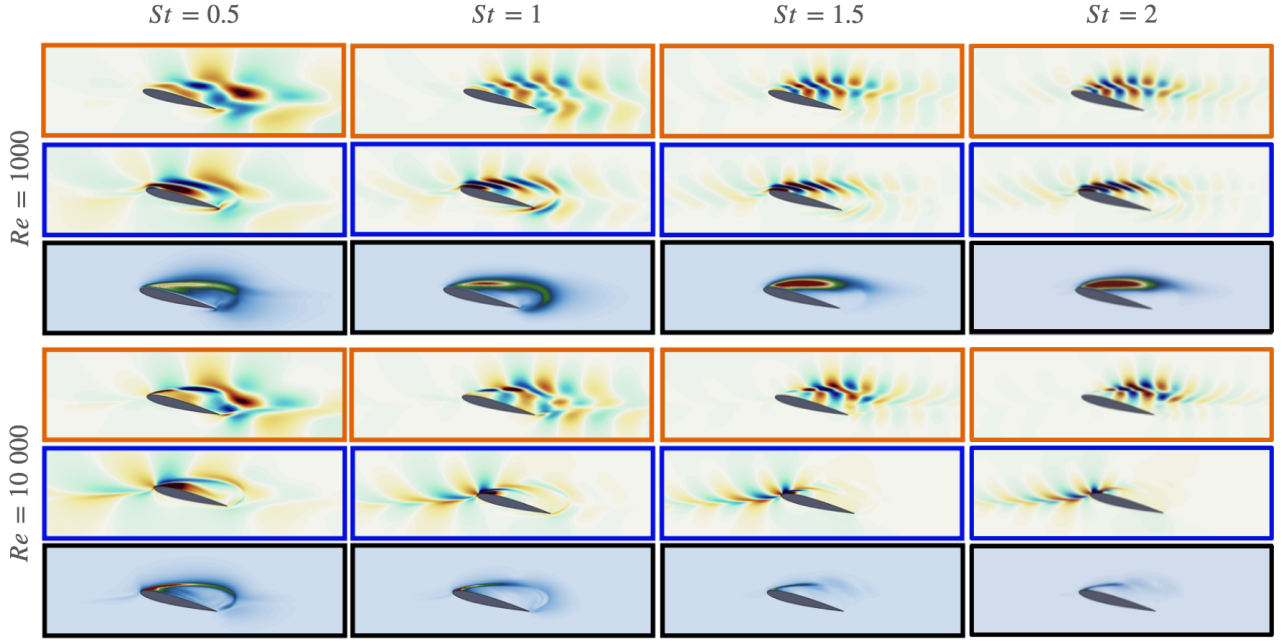 St = 0.5
St = 1
St = 1.5
St = 2
Re = 1000
Re = 10 000